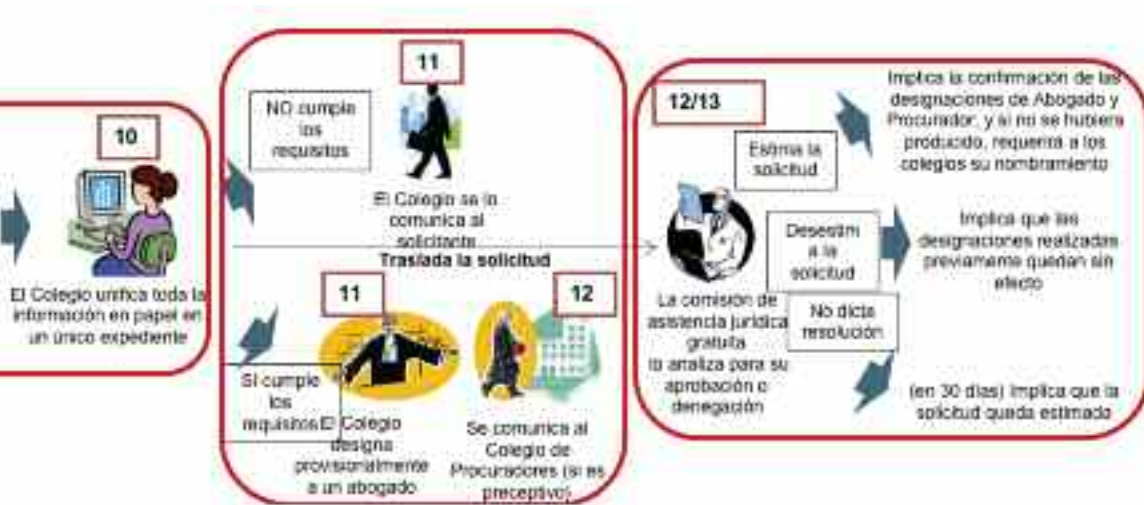 10
El Colegio unifica toda la
información en papel en
un único expediente
11
NO cumple
los
requisitos
El Colegio se lo
comunica al
solicitante
Traslada la solicitud
11
12
SI cumple
los
requisitos
El Colegio
designa
provisionalmente
a un abogado
Se comunica al
Colegio de
Procuradores (si es
preceptivo)
12/13
Estima la
solicitud
Desestim
a la
solicitud
No dicta
resolución
La comisión de
asistencia jurídica
gratuita
lo analiza para su
aprobación o
denegación
Implica la confirmación de las
designaciones de Abogado y
Procurador, y si no se hubiera
producido, requerirá a los
colegios su nombramiento
Implica que las
designaciones realizadas
previamente quedan sin
efecto
(en 30 días) Implica que la
solicitud queda estimada